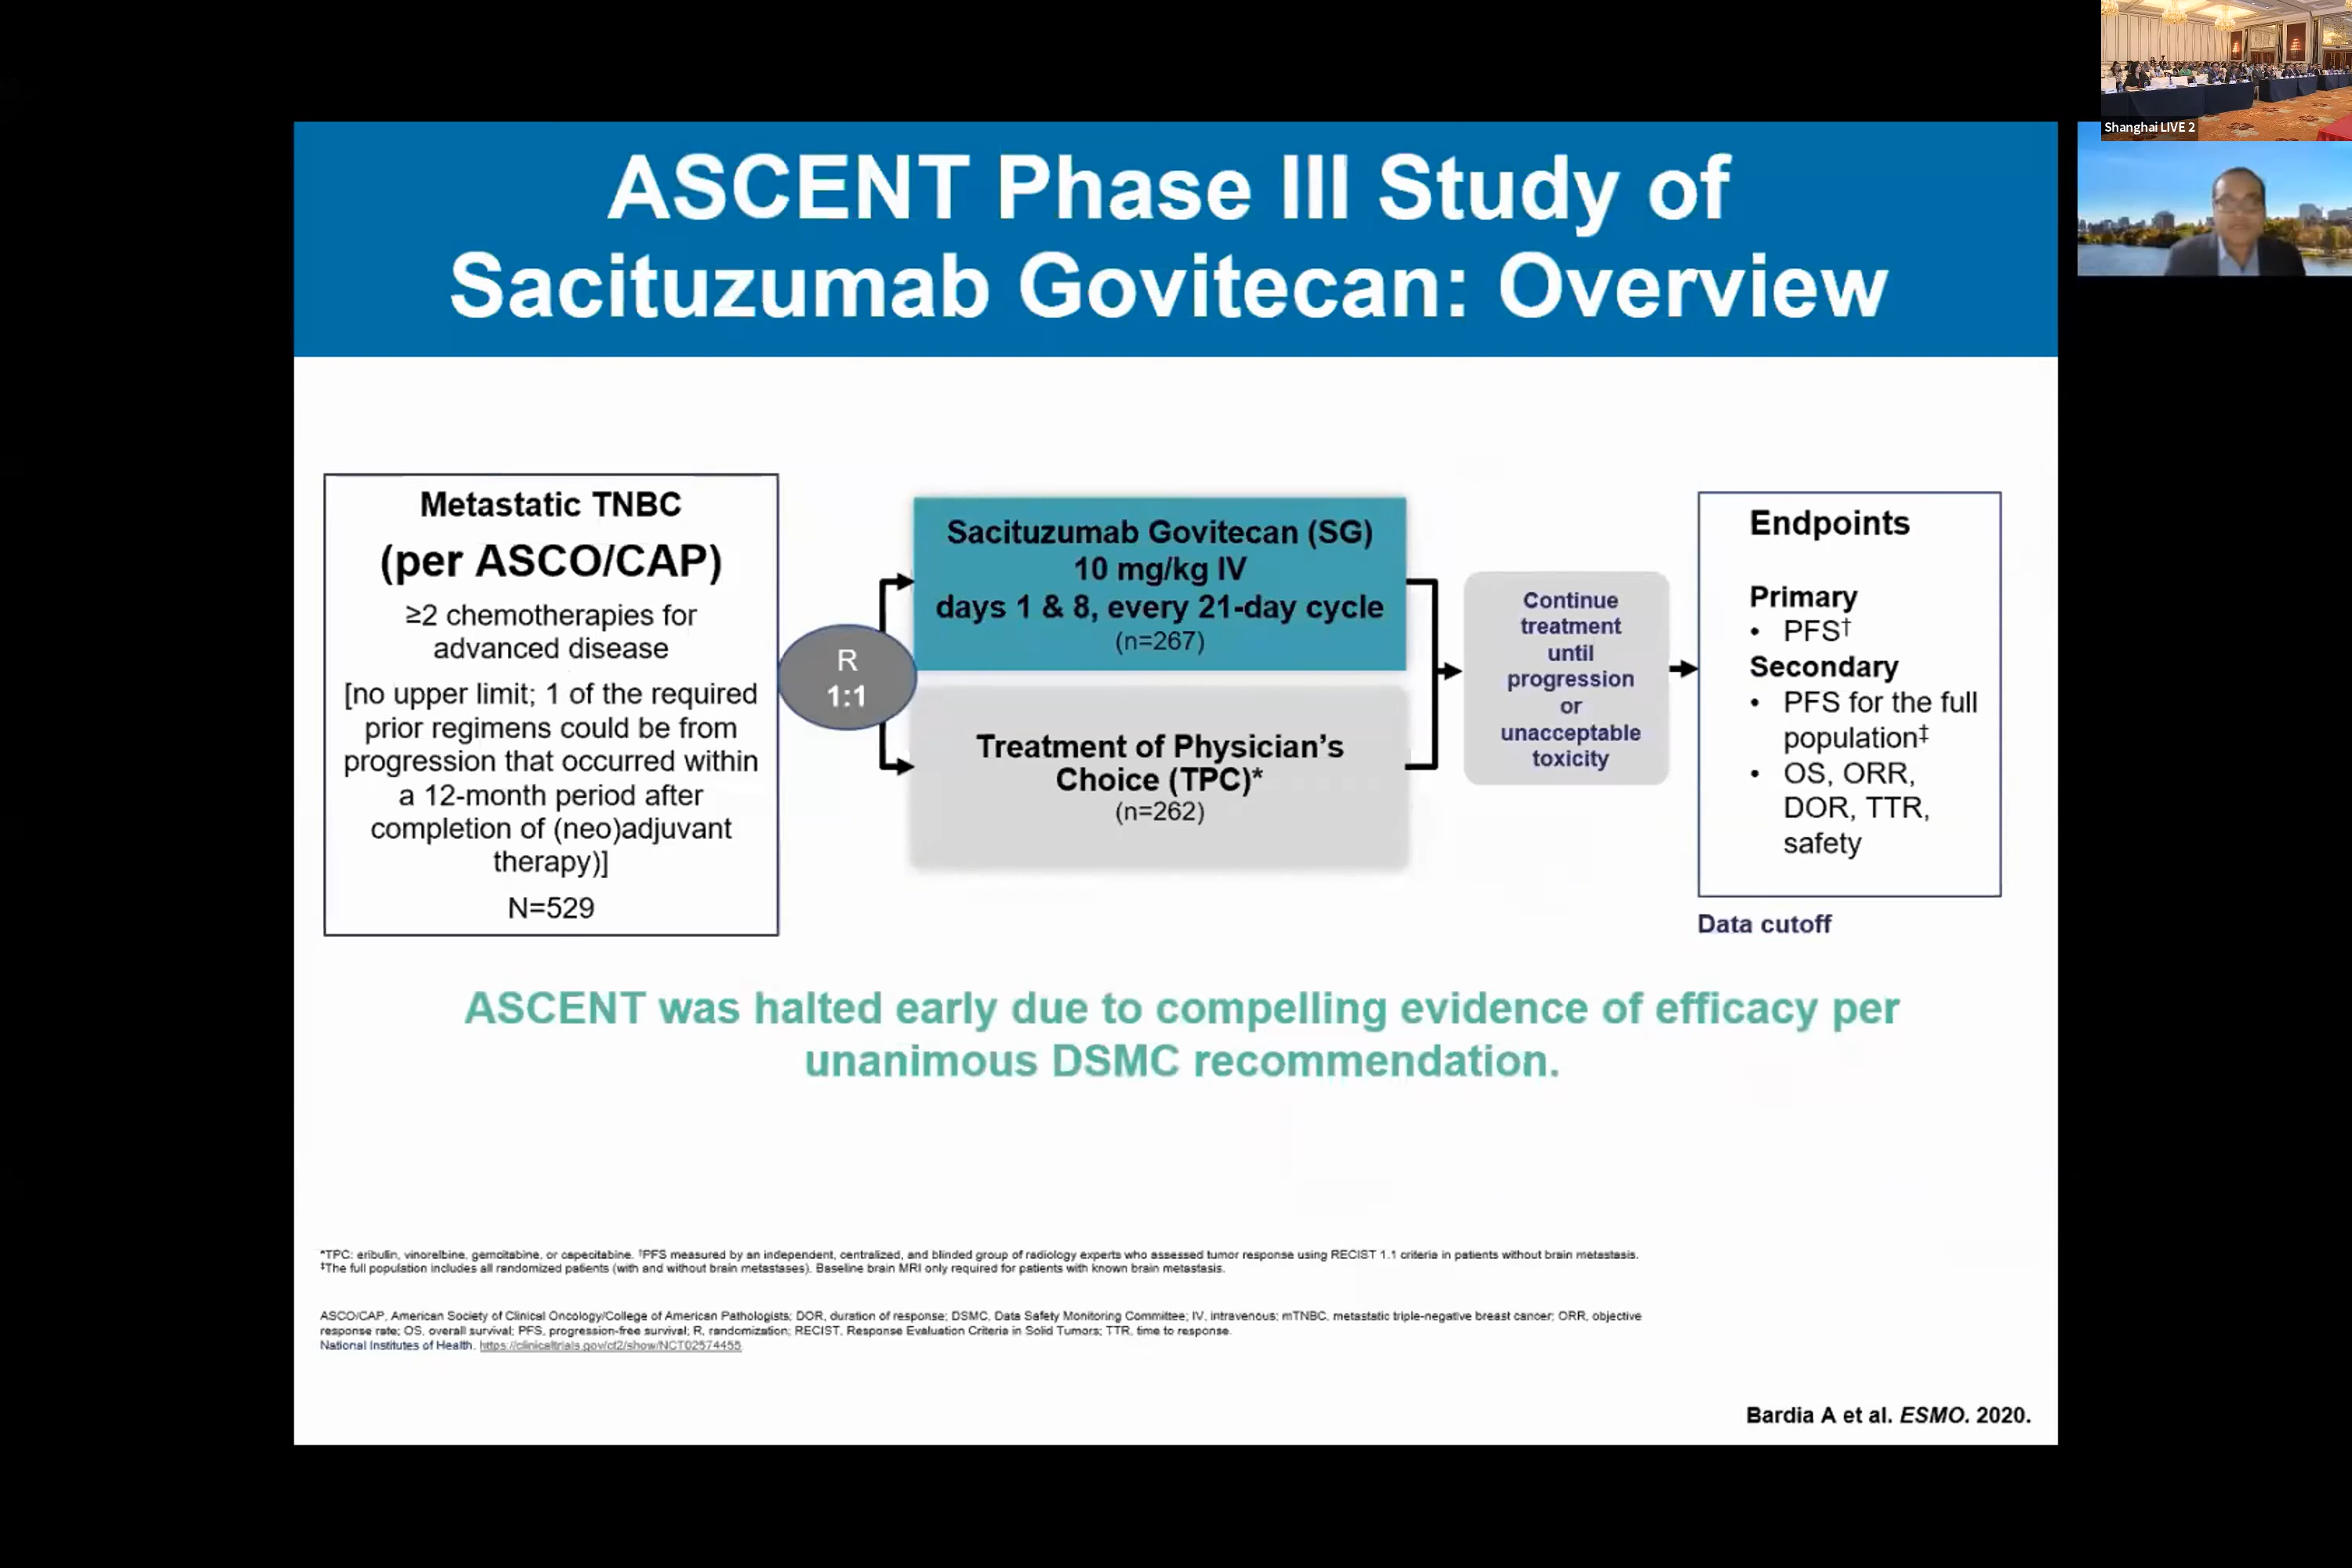 Shanghai LIVE 2
ASCENT Phase III Study of
Sacituzumab Govitecan: Overview
Metastatic TNBC
(per ASCO/CAP)
≥2 chemotherapies for
advanced disease
[no upper limit; 1 of the required
prior regimens could be from
progression that occurred within
a 12-month period after
completion of (neo)adjuvant
therapy)]
N=529
R
1:1
Sacituzumab Govitecan (SG)
10 mg/kg IV
days 1 & 8, every 21-day cycle
(n=267)
Treatment of Physician’s
Choice (TPC)*
(n=262)
Continue
treatment
until
progression
or
unacceptable
toxicity
Endpoints
Primary
• PFS†
Secondary
• PFS for the full
population‡
• OS, ORR,
DOR, TTR,
safety
Data cutoff
ASCENT was halted early due to compelling evidence of efficacy per
unanimous DSMC recommendation.
*TPC: eribulin, vinorelbine, gemcitabine, or capecitabine. †PFS measured by an independent, centralized, and blinded group of radiology experts who assessed tumor response using RECIST 1.1 criteria in patients without brain metastasis.
‡The full population includes all randomized patients (with and without brain metastases). Baseline brain MRI only required for patients with known brain metastasis.
ASCO/CAP, American Society of Clinical Oncology/College of American Pathologists; DOR, duration of response; DSMC, Data Safety Monitoring Committee; IV, intravenous; mTNBC, metastatic triple-negative breast cancer; ORR, objective
response rate; OS, overall survival; PFS, progression-free survival; R, randomization; RECIST, Response Evaluation Criteria in Solid Tumors; TTR, time to response.
National Institutes of Health. https://clinicaltrials.gov/ct2/show/NCT02574455.
Bardia A et al. ESMO. 2020.